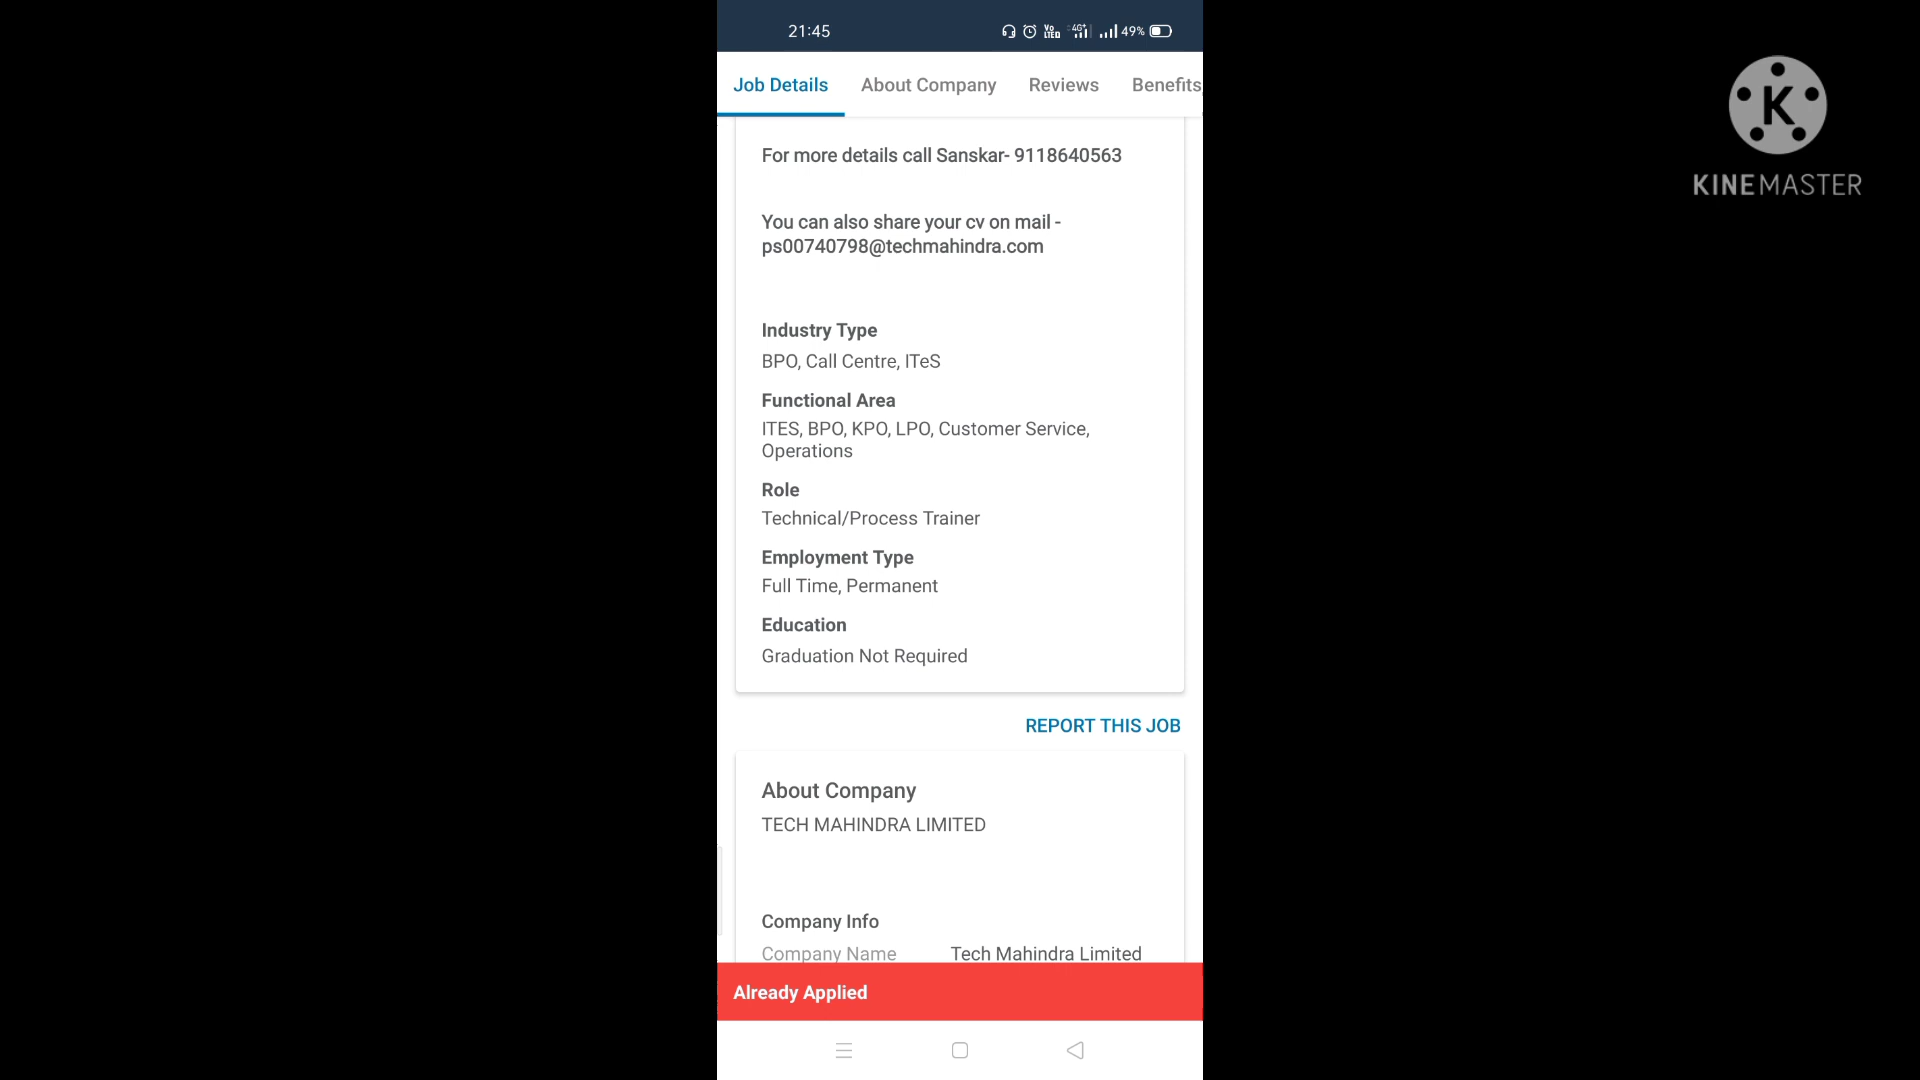 21:45
49%
Job Details
About Company
Reviews
Benefits
For more details call Sanskar- 9118640563
You can also share your cv on mail -
ps00740798@techmahindra.com
Industry Type
BPO, Call Centre, ITeS
Functional Area
ITES, BPO, KPO, LPO, Customer Service,
Operations
Role
Technical/Process Trainer
Employment Type
Full Time, Permanent
Education
Graduation Not Required
REPORT THIS JOB
About Company
TECH MAHINDRA LIMITED
Company Info
Company Name Tech Mahindra Limited
Already Applied
K
KINEMASTER